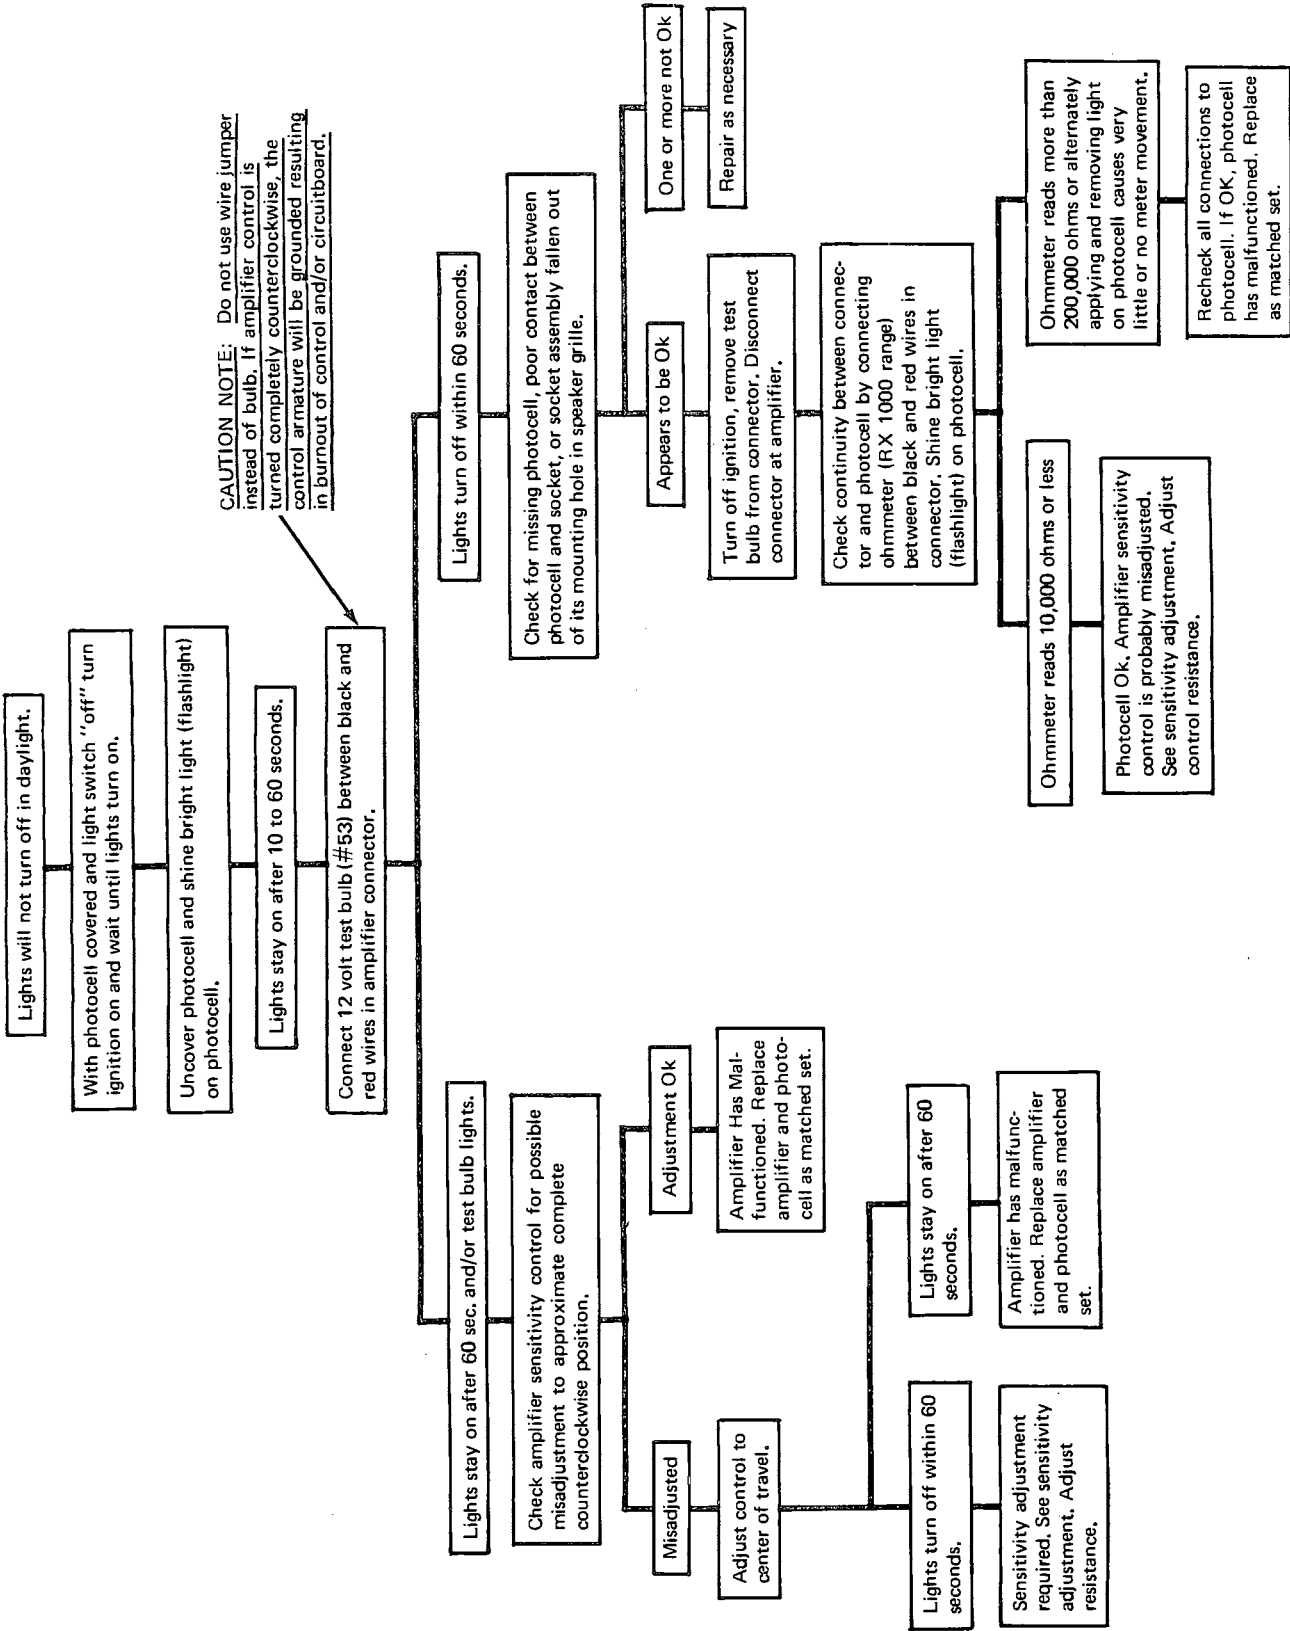 Lights will not turn off in daylight.
With photocell covered and light switch "off" turn
ignition on and wait until lights turn on.
Uncover photocell and shine bright light (flashlight)
on photocell.
Lights stay on after 10 to 60 seconds.
CAUTION NOTE: Do not use wire jumper
instead of bulb. If amplifier control is
turned completely counterclockwise, the
control armature will be grounded resulting
in burnout of control and/or circuitboard.
Connect 12 volt test bulb (#53) between black and
red wires in amplifier connector.
Lights stay on after 60 sec. and/or test bulb lights.
Check amplifier sensitivity control for possible
misadjustment to approximate complete
counterclockwise position.
Misadjusted
Adjust control to
center of travel.
Lights turn off within 60
seconds.
Sensitivity adjustment
required. See sensitivity
adjustment. Adjust
resistance.
Lights stay on after 60
seconds.
Amplifier has malfunc-
tioned. Replace amplifier
and photocell as matched
set.
Adjustment Ok
Amplifier Has Mal-
functioned. Replace
amplifier and photo-
cell as matched set.
Lights turn off within 60 seconds.
Check for missing photocell, poor contact between
photocell and socket, or socket assembly fallen out
of its mounting hole in speaker grille.
Appears to be Ok
Turn off ignition, remove test
bulb from connector. Disconnect
connector at amplifier.
Check continuity between connec-
tor and photocell by connecting
ohmmeter (RX 1000 range)
between black and red wires in
connector. Shine bright light
(flashlight) on photocell.
Ohmmeter reads 10,000 ohms or less
Photocell Ok. Amplifier sensitivity
control is probably misadusted.
See sensitivity adjustment. Adjust
control resistance.
Ohmmeter reads more than
200,000 ohms or alternately
applying and removing light
on photocell causes very
little or no meter movement.
Recheck all connections to
photocell. If OK, photocell
has malfunctioned. Replace
as matched set.
One or more not Ok
Repair as necessary